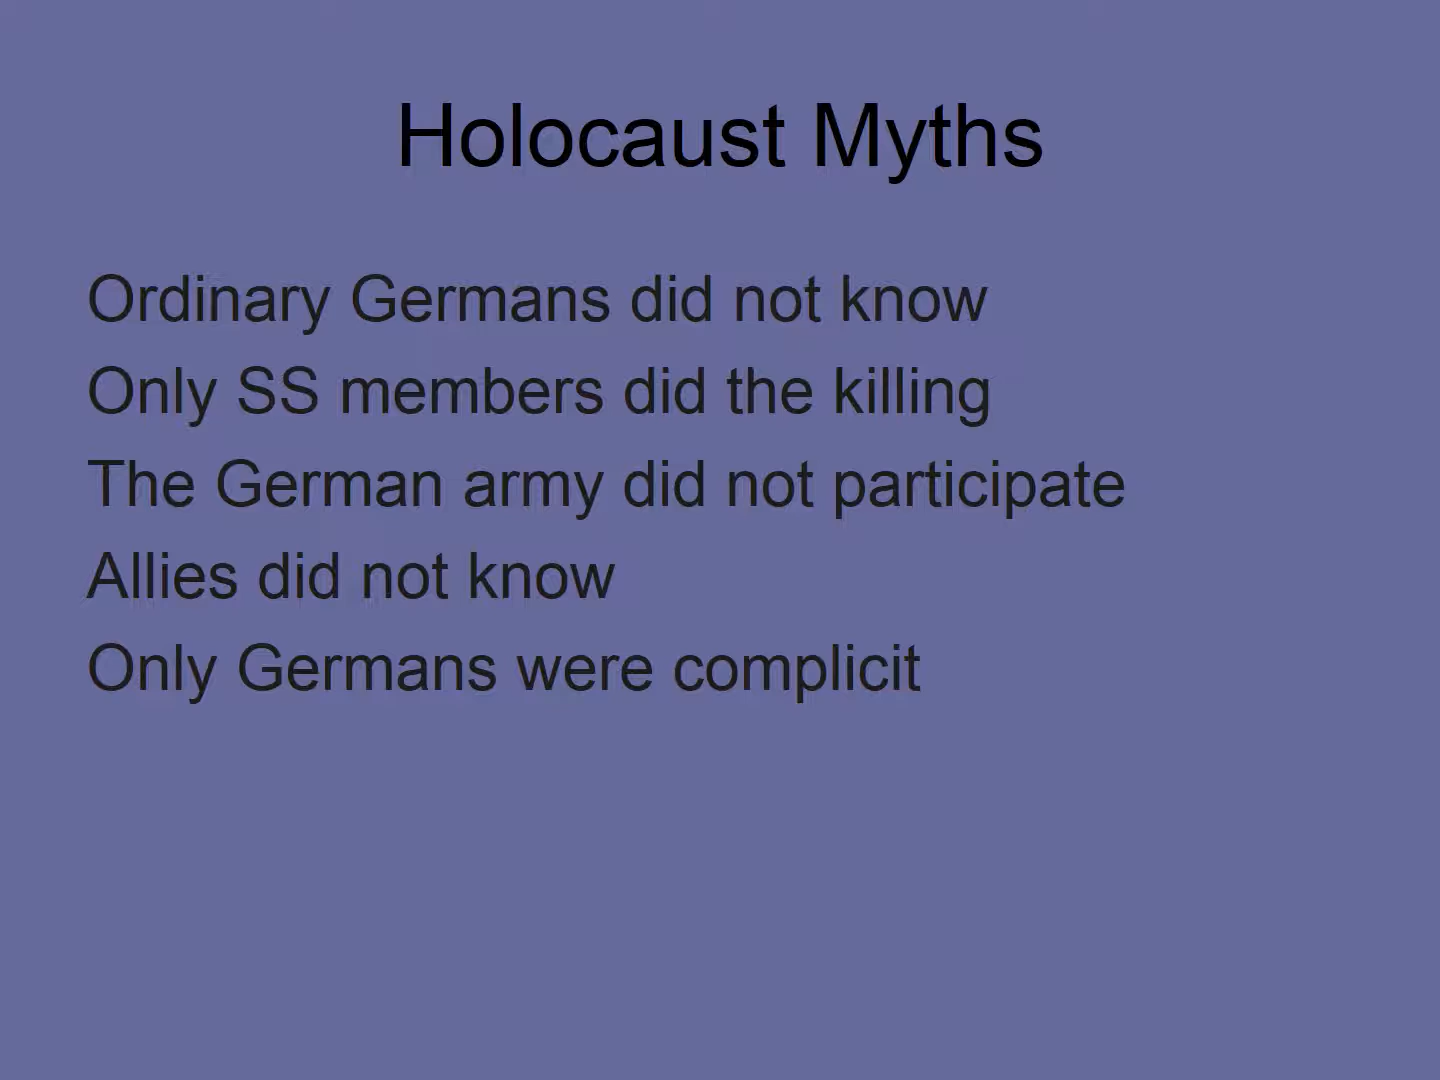 Holocaust Myths
Ordinary Germans did not know
Only SS members did the killing
The German army did not participate
Allies did not know
Only Germans were complicit